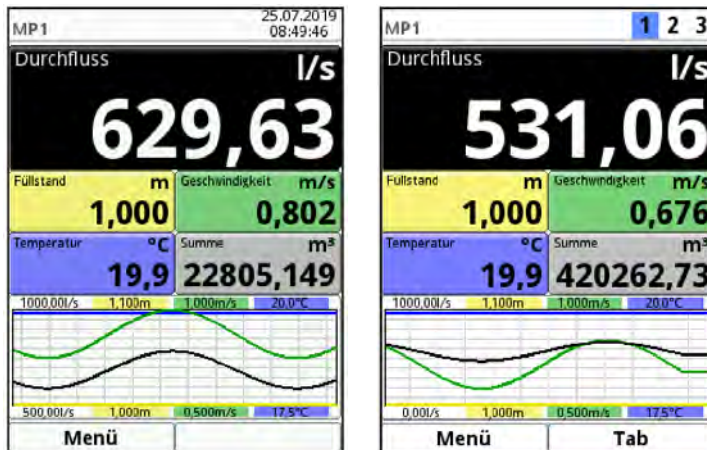 MP1
25.07.2019
08:49:46
Durchfluss
l/s
629,63
Füllstand m
1,000
Geschwindigkeit m/s
0,802
Temperatur °C
19,9
Summe m³
22805,149
1000,00l/s 1,100m 1,000m/s 20,0°C
500,00l/s 1,000m 0,500m/s 17,5°C
Menü
MP1
1 2 3
Durchfluss
l/s
531,06
Füllstand m
1,000
Geschwindigkeit m/s
0,676
Temperatur °C
19,9
Summe m³
420262,73
1000,00l/s 1,100m 1,000m/s 20,0°C
0,00l/s 1,000m 0,500m/s 17,5°C
Menü Tab